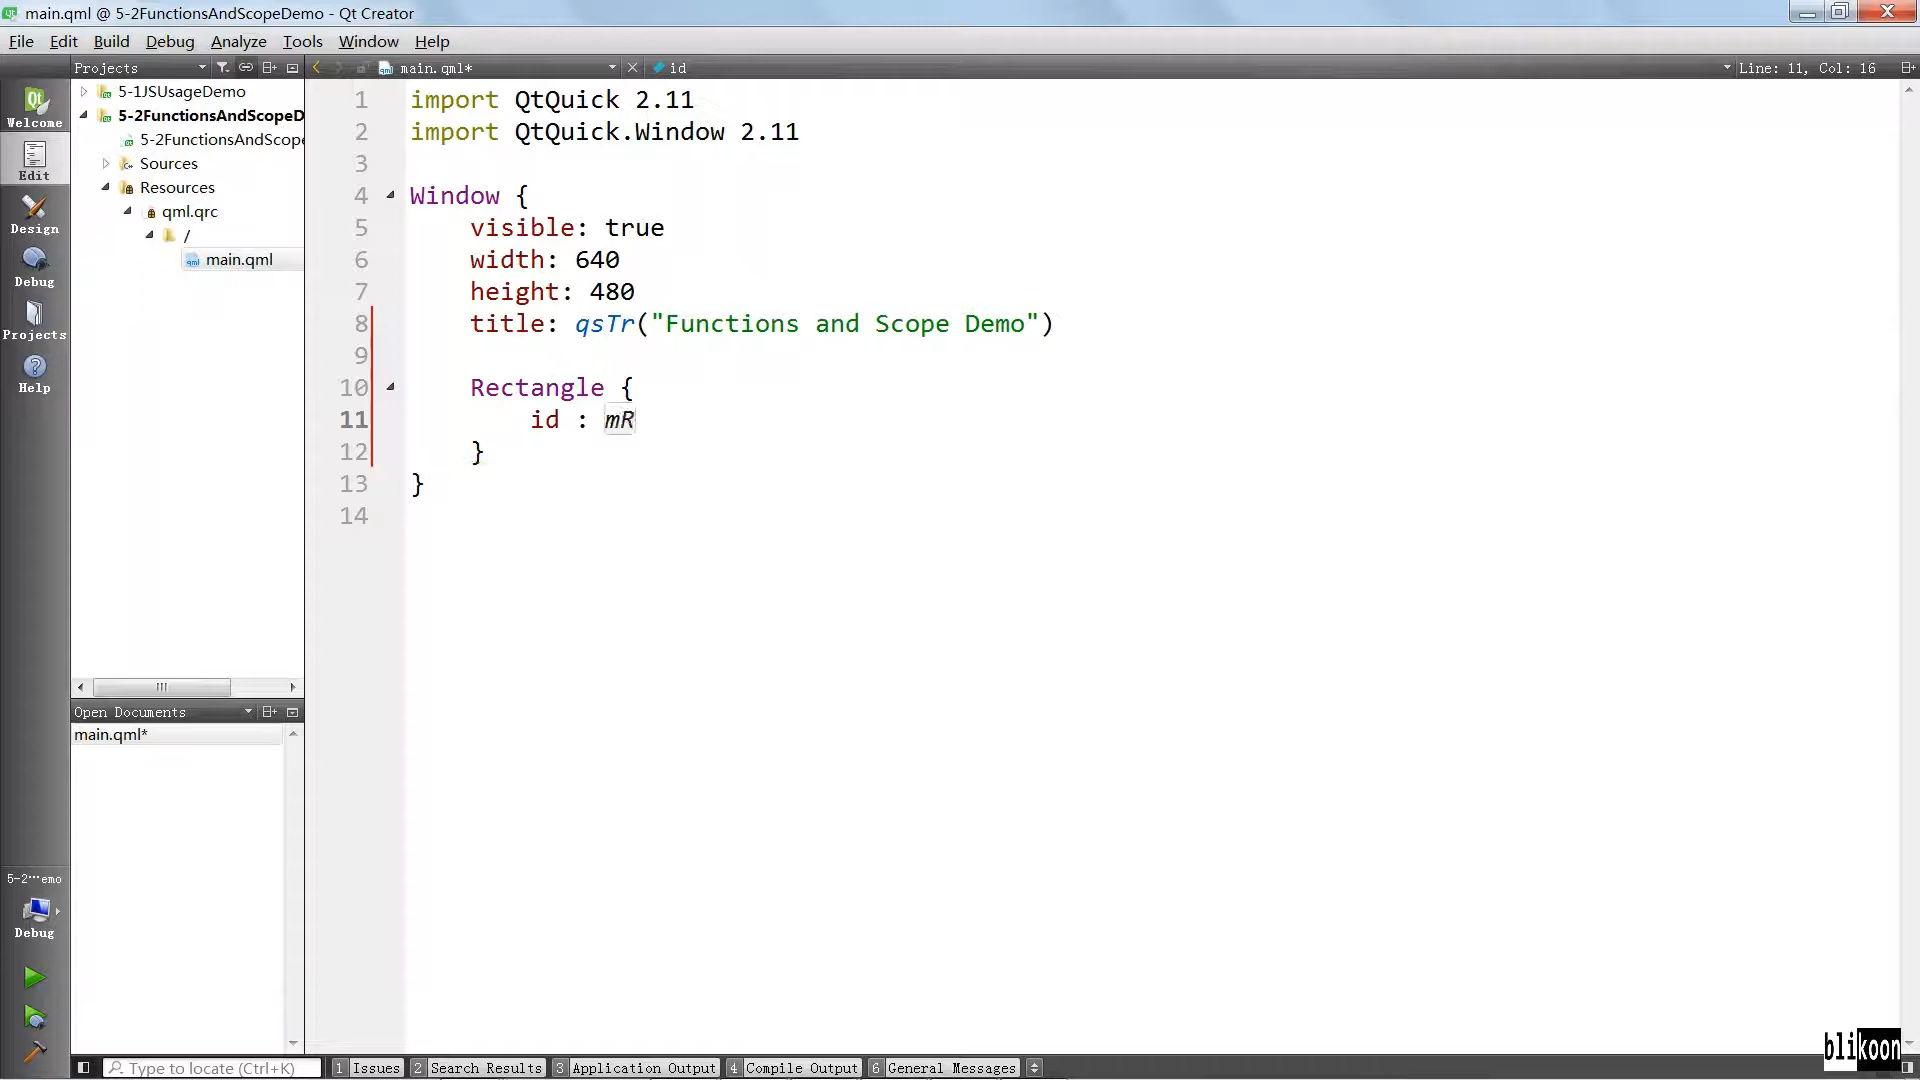 main.qml @ 5-2FunctionsAndScopeDemo - Qt Creator
File Edit Build Debug Analyze Tools Window Help
Projects main.qml* id Line: 11, Col: 16
5-1JSUsageDemo
5-2FunctionsAndScopeD
5-2FunctionsAndScope
Sources
Resources
qml.qrc
/
main.qml
Welcome
Edit
Design
Debug
Projects
Help
1 import QtQuick 2.11
2 import QtQuick.Window 2.11
3
4 Window {
5 visible: true
6 width: 640
7 height: 480
8 title: qsTr("Functions and Scope Demo")
9
10 Rectangle {
11 id : mR
12 }
13 }
14
Open Documents
main.qml*
5-2···emo
Debug
Type to locate (Ctrl+K) 1 Issues 2 Search Results 3 Application Output 4 Compile Output 6 General Messages
blikoon